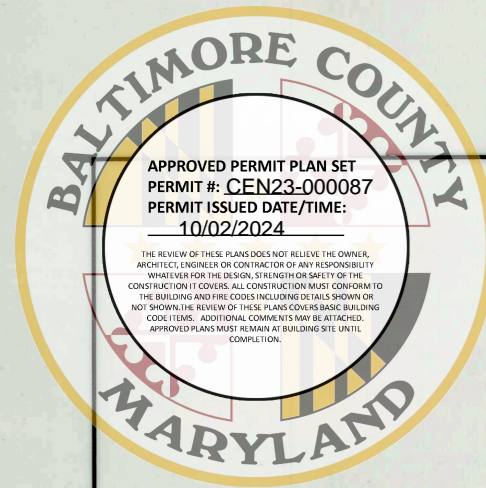 BALTIMORE COUNTY
APPROVED PERMIT PLAN SET
PERMIT #: CEN23-000087
PERMIT ISSUED DATE/TIME:
10/02/2024
THE REVIEW OF THESE PLANS DOES NOT RELIEVE THE OWNER,
ARCHITECT, ENGINEER OR CONTRACTOR OF ANY RESPONSIBILITY
WHATEVER FOR THE DESIGN, STRENGTH OR SAFETY OF THE
CONSTRUCTION IT COVERS. ALL CONSTRUCTION MUST CONFORM TO
THE BUILDING AND FIRE CODES INCLUDING DETAILS SHOWN OR
NOT SHOWN.THE REVIEW OF THESE PLANS COVERS BASIC BUILDING
CODE ITEMS. ADDITIONAL COMMENTS MAY BE ATTACHED.
APPROVED PLANS MUST REMAIN AT BUILDING SITE UNTIL
COMPLETION.
MARYLAND